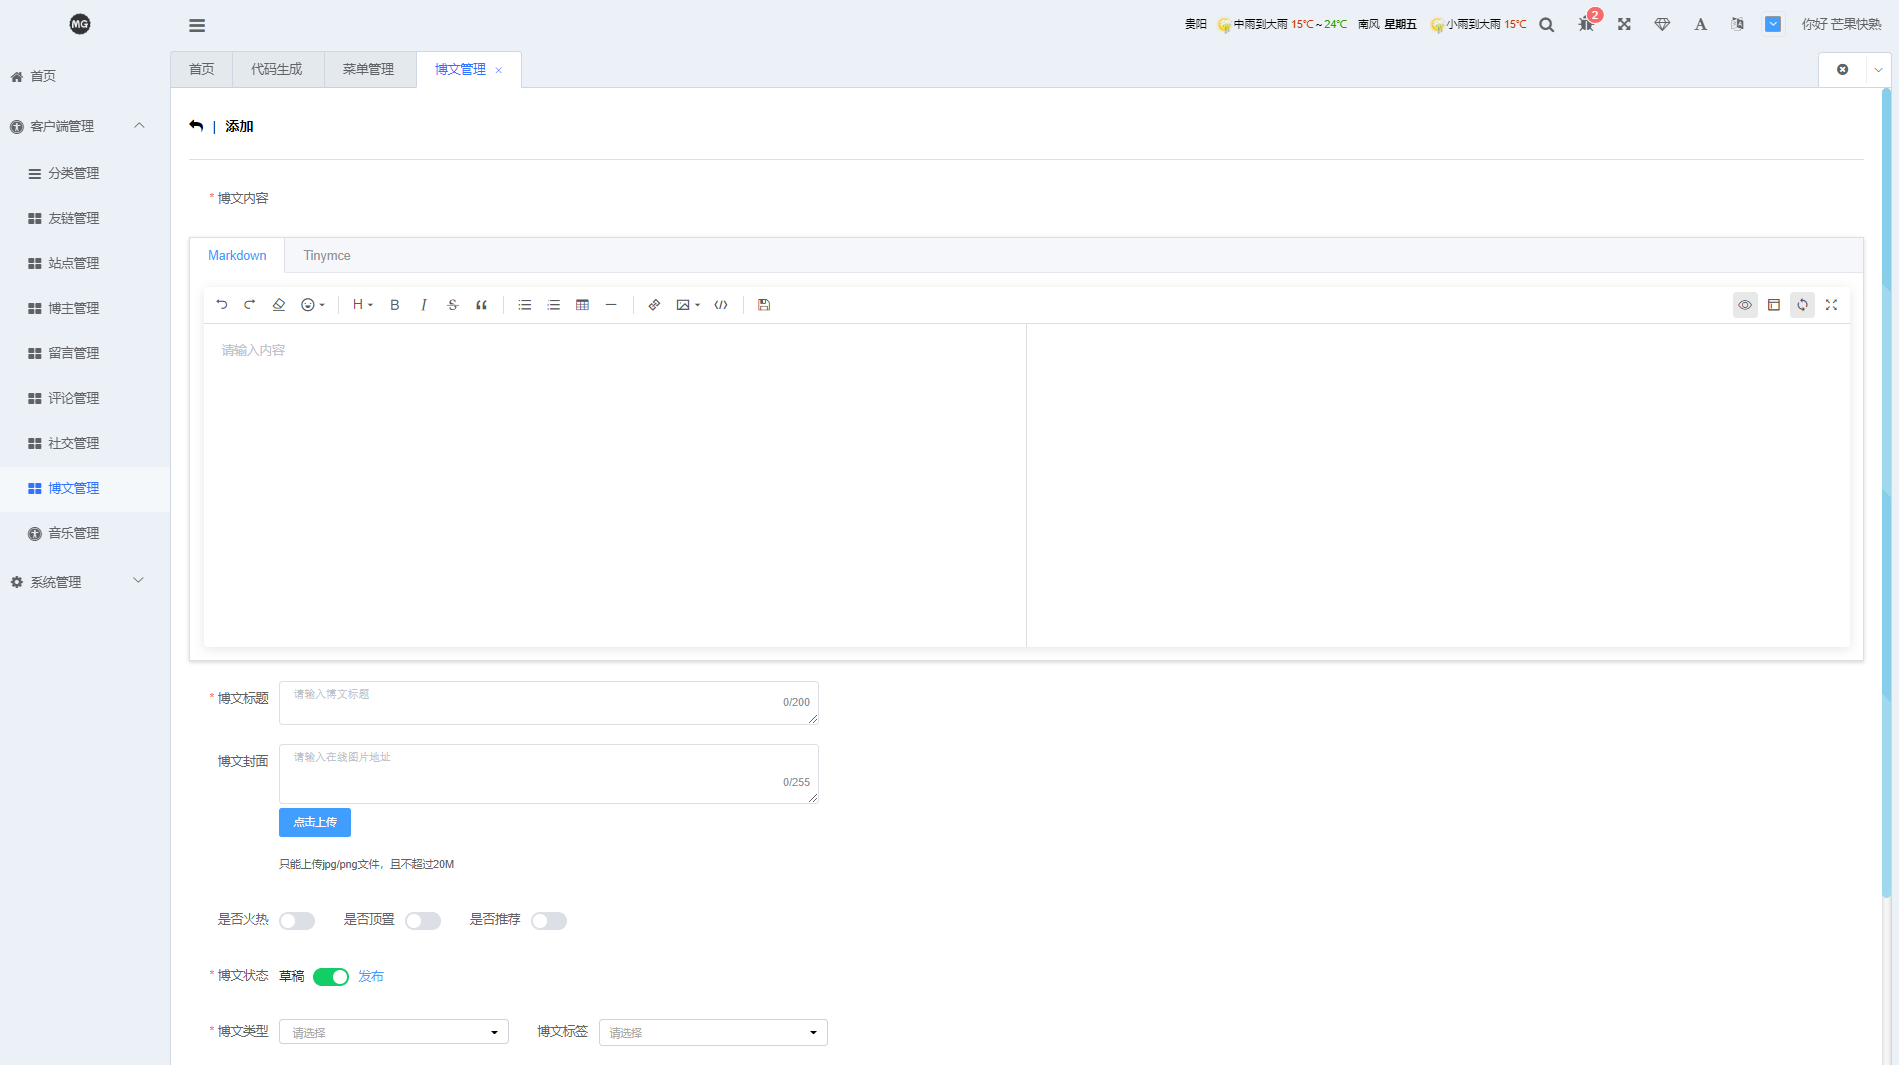 MG
贵阳 中雨到大雨 15℃~24℃ 南风 星期五 小雨到大雨 15℃
2
你好 芒果快熟
首页 代码生成 菜单管理 博文管理 ×
首页
客户端管理
分类管理
友链管理
站点管理
博主管理
留言管理
评论管理
社交管理
博文管理
音乐管理
系统管理
| 添加
* 博文内容
Markdown Tinymce
H B I S
请输入内容
* 博文标题 请输入博文标题
0/200
博文封面 请输入在线图片地址
0/255
点击上传
只能上传jpg/png文件，且不超过20M
是否火热 是否顶置 是否推荐
* 博文状态 草稿 发布
* 博文类型 请选择 博文标签 请选择